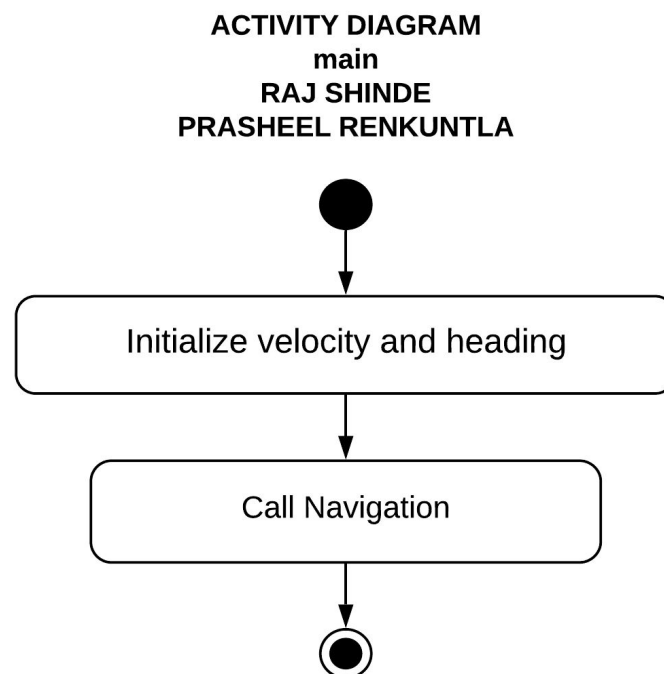 ACTIVITY DIAGRAM
main
RAJ SHINDE
PRASHEEL RENKUNTLA
Initialize velocity and heading
Call Navigation